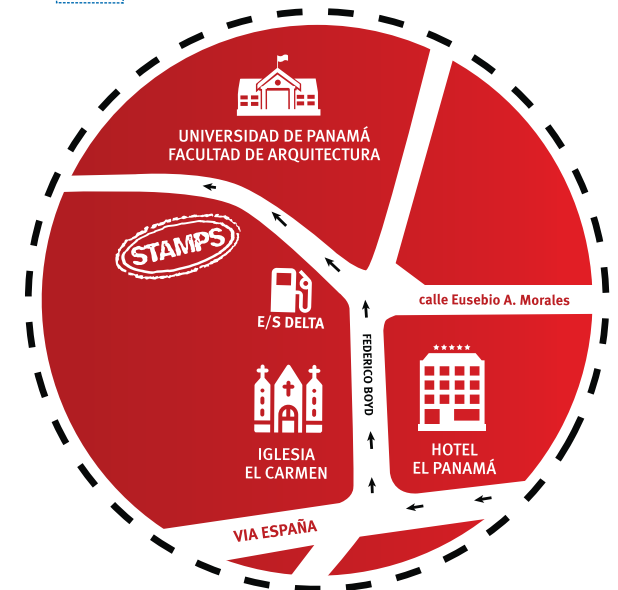 UNIVERSIDAD DE PANAMÁ
FACULTAD DE ARQUITECTURA
STAMPS
E/S DELTA
calle Eusebio A. Morales
FEDERICO BOYD
IGLESIA
EL CARMEN
HOTEL
EL PANAMÁ
VIA ESPAÑA